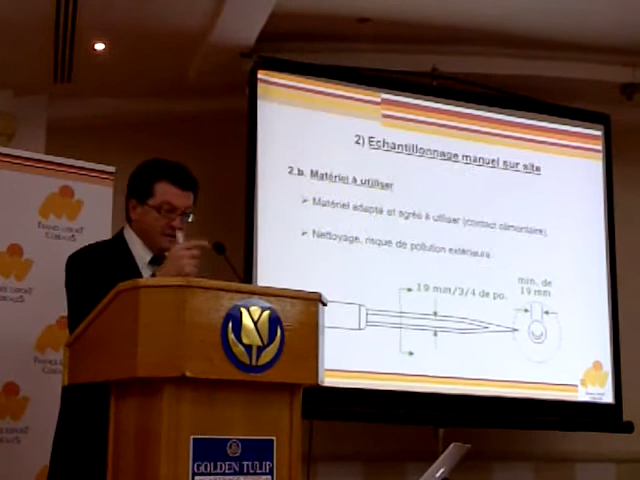 2) Echantillonnage manuel sur site
2.b. Matériel à utiliser
➢ Matériel adapté et agréé à utiliser (contact alimentaire).
➢ Nettoyage, risque de pollution extérieure.
19 mm/3/4 de po.
min. de
19 mm
GOLDEN TULIP